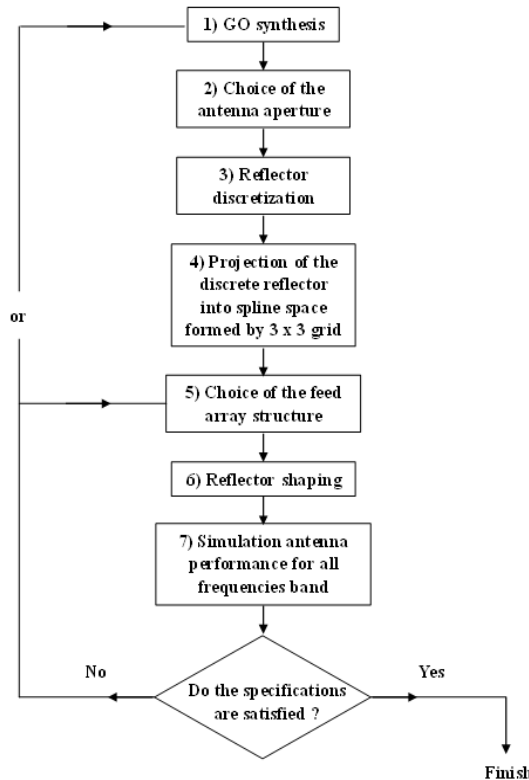 1) GO synthesis
2) Choice of the
antenna aperture
3) Reflector
discretization
4) Projection of the
discrete reflector
into spline space
formed by 3 x 3 grid
or
5) Choice of the feed
array structure
6) Reflector shaping
7) Simulation antenna
performance for all
frequencies band
No
Yes
Do the specifications
are satisfied ?
Finish